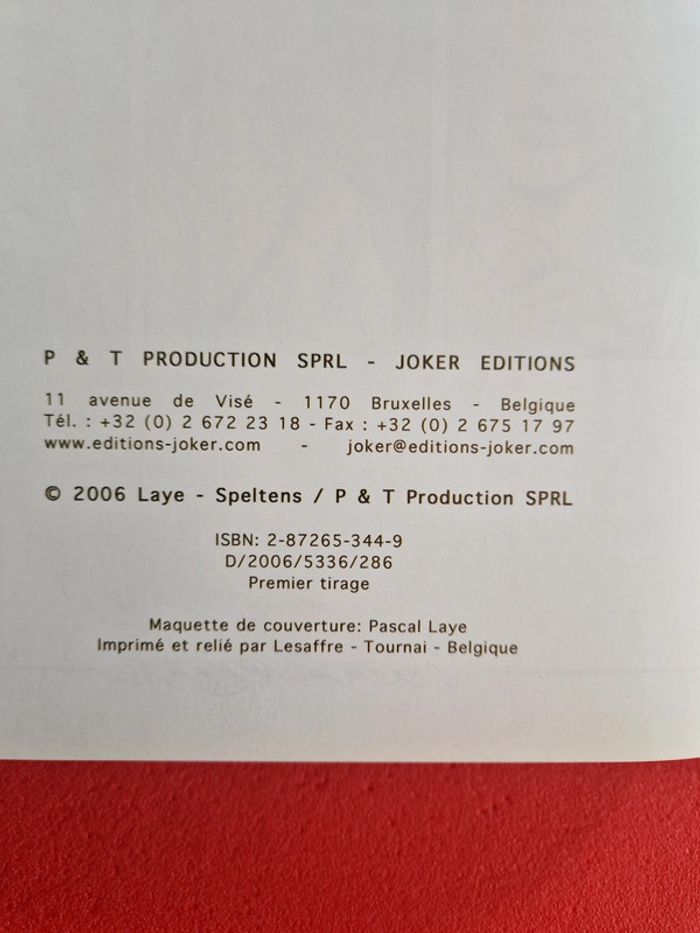 P & T PRODUCTION SPRL - JOKER EDITIONS
11 avenue de Visé - 1170 Bruxelles - Belgique
Tél. : +32 (0) 2 672 23 18 - Fax : +32 (0) 2 675 17 97
www.editions-joker.com - joker@editions-joker.com
© 2006 Laye - Speltens / P & T Production SPRL
ISBN: 2-87265-344-9
D/2006/5336/286
Premier tirage
Maquette de couverture: Pascal Laye
Imprimé et relié par Lesaffre - Tournai - Belgique